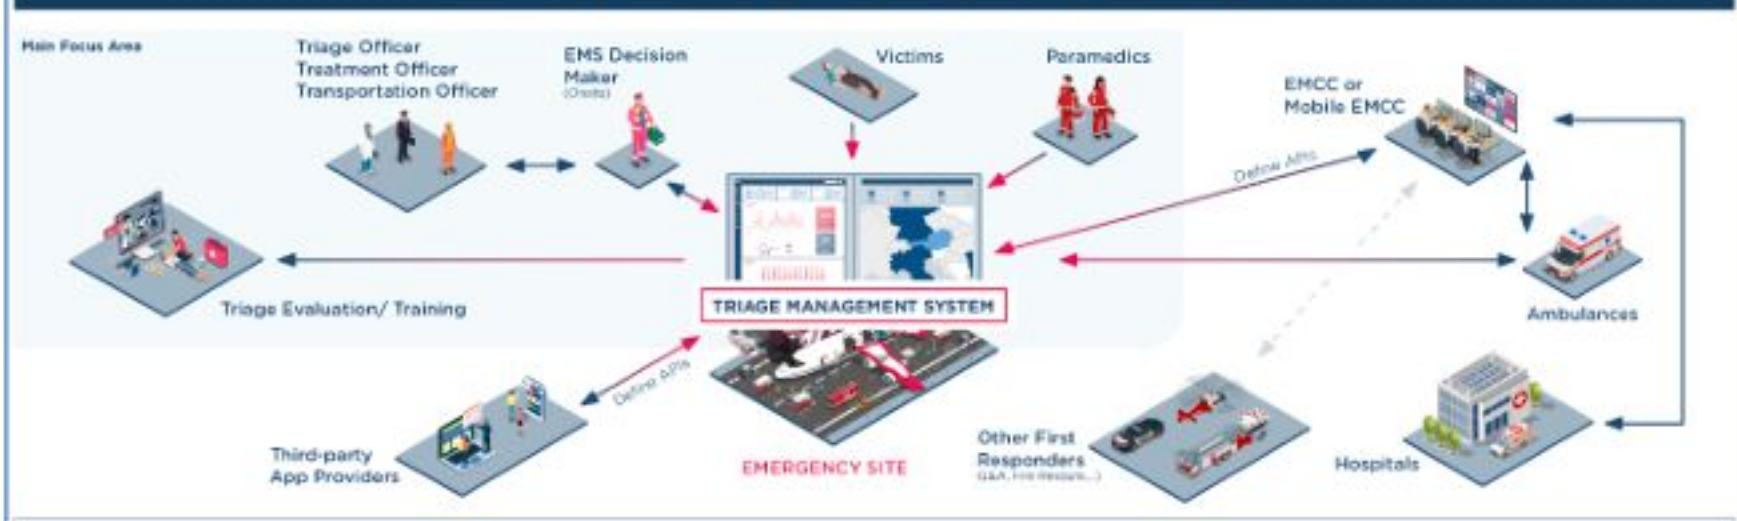 Main Focus Area
Triage Officer
Treatment Officer
Transportation Officer
EMS Decision
Maker
(Onsite)
Victims
Paramedics
EMCC or
Mobile EMCC
Define APIs
Triage Evaluation/ Training
TRIAGE MANAGEMENT SYSTEM
Ambulances
Define APIs
Third-party
App Providers
EMERGENCY SITE
Other First
Responders
Hospitals